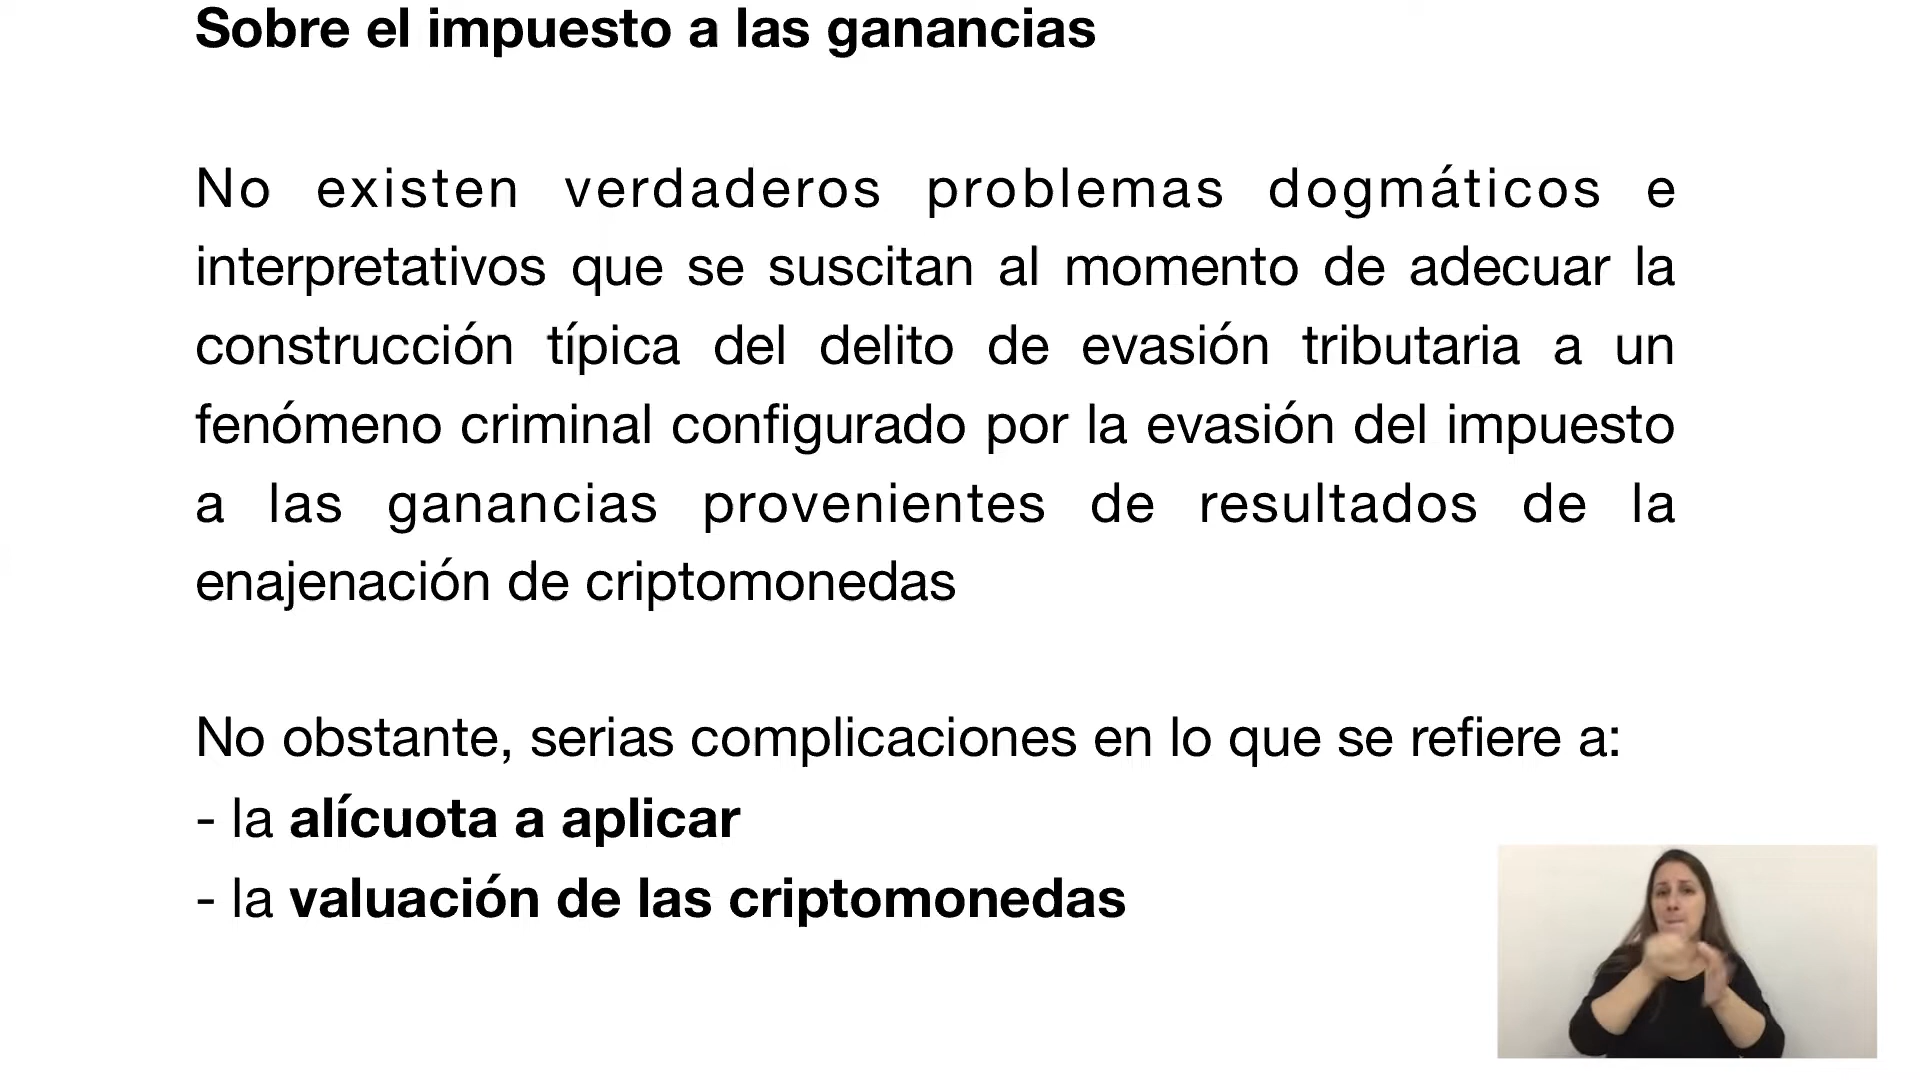 Sobre el impuesto a las ganancias
No existen verdaderos problemas dogmáticos e
interpretativos que se suscitan al momento de adecuar la
construcción típica del delito de evasión tributaria a un
fenómeno criminal configurado por la evasión del impuesto
a las ganancias provenientes de resultados de la
enajenación de criptomonedas
No obstante, serias complicaciones en lo que se refiere a:
- la alícuota a aplicar
- la valuación de las criptomonedas